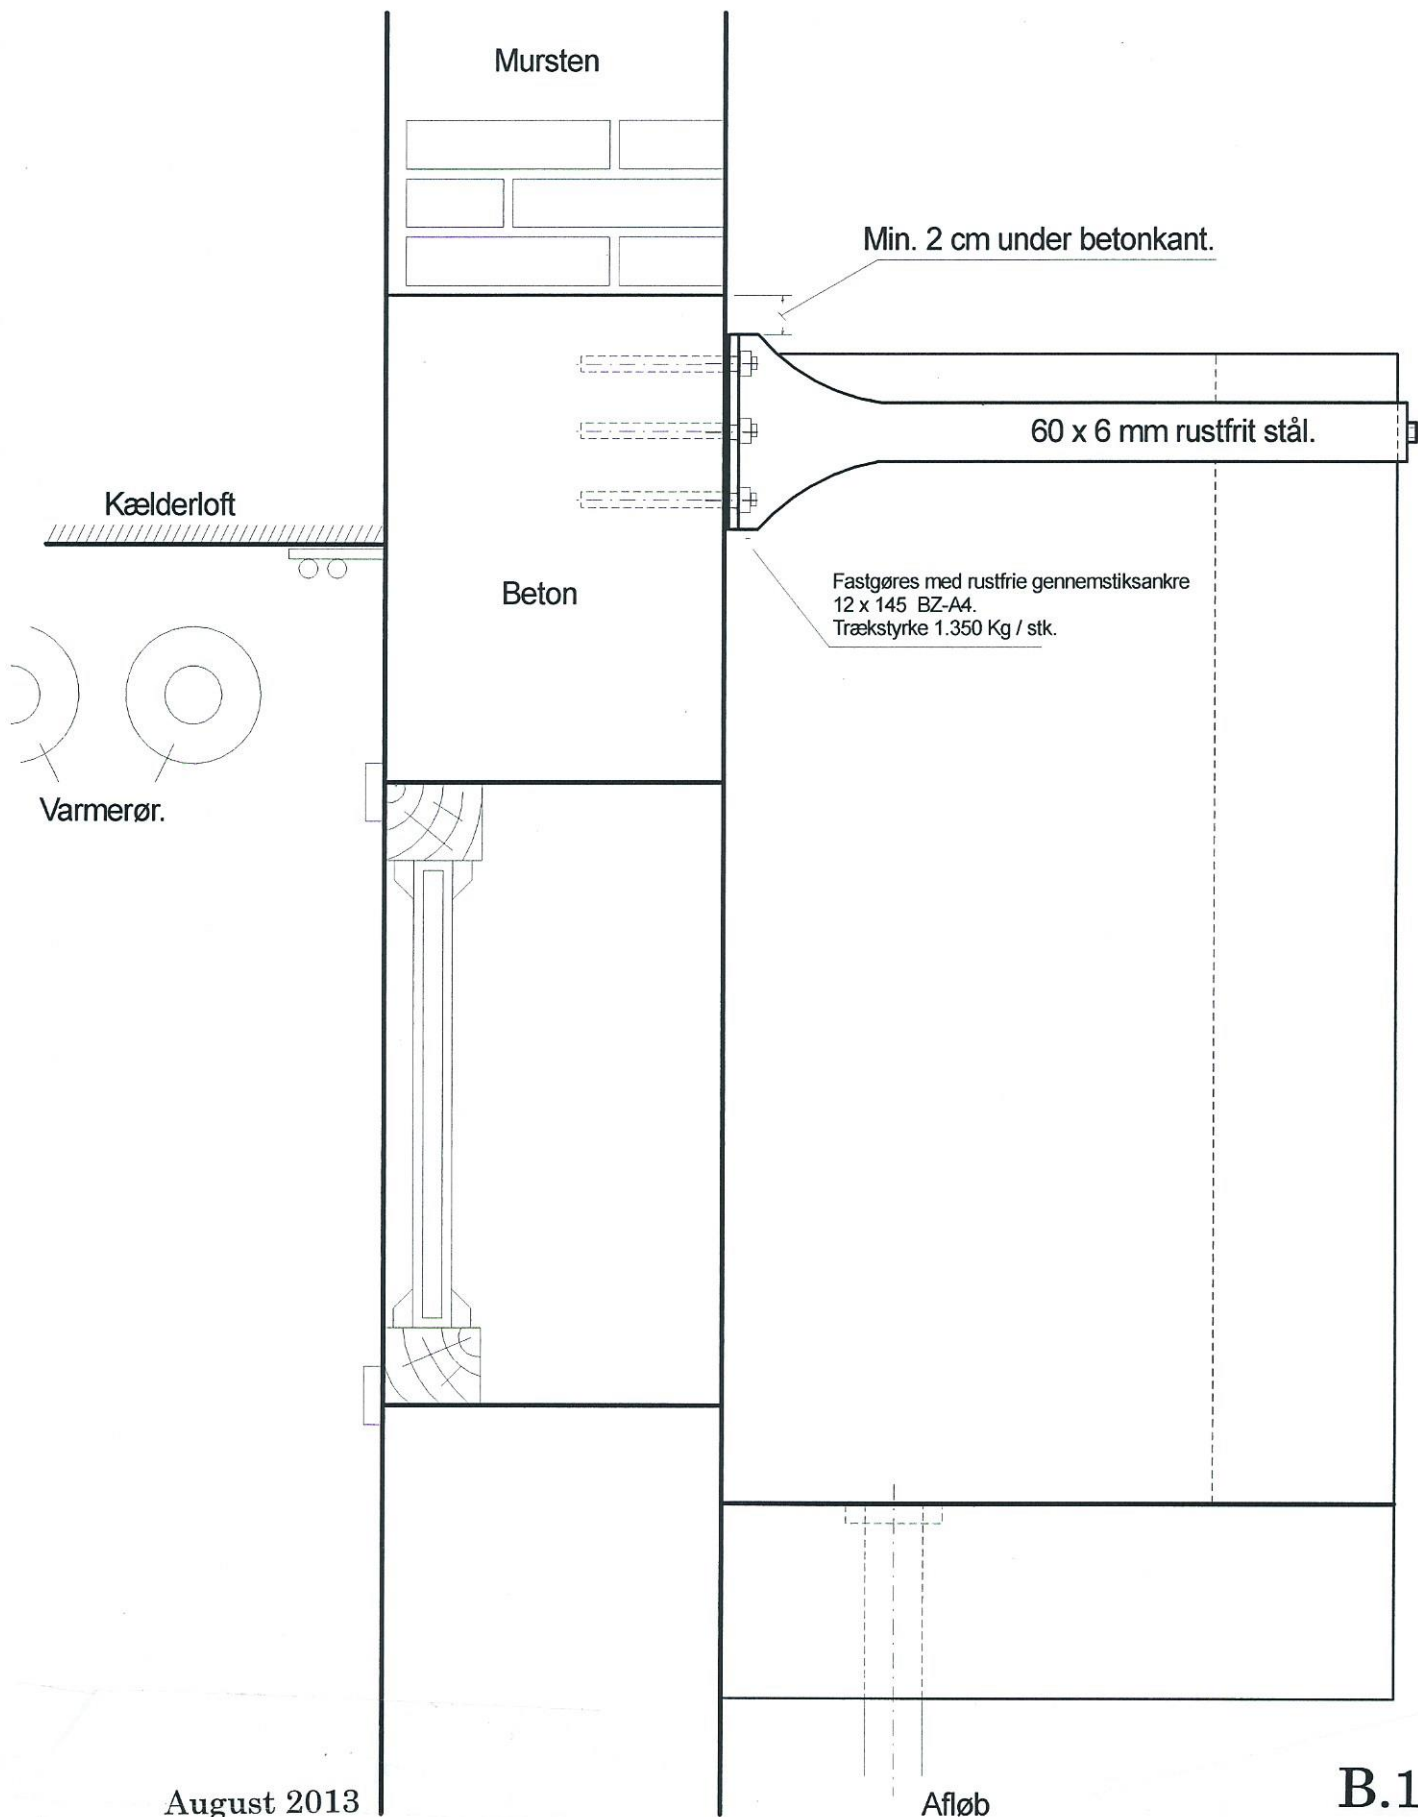 Mursten
Min. 2 cm under betonkant.
60 x 6 mm rustfrit stål.
Kælderloft
Fastgøres med rustfrie gennemstiksankre
12 x 145 BZ-A4.
Trækstyrke 1.350 Kg / stk.
Beton
Varmerør.
August 2013
Afløb
B.1